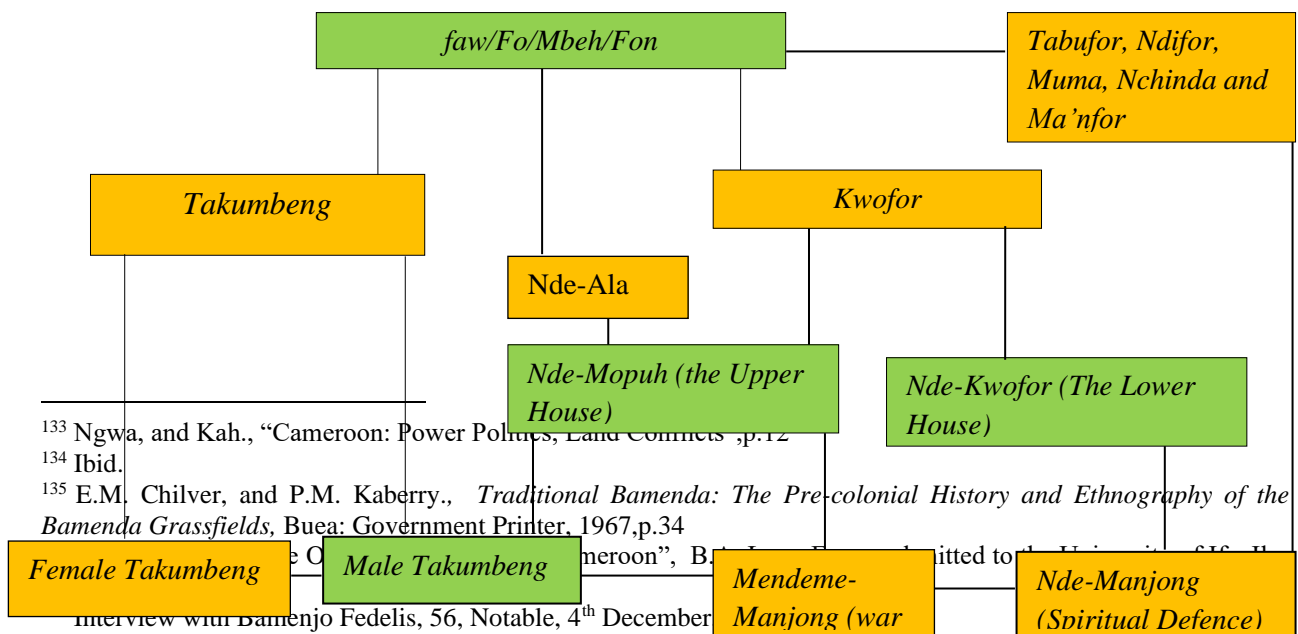 faw/Fo/Mbeh/Fon
Tabufor, Ndifor,
Muma, Nchinda and
Ma’nfor
Takumbeng
Kwofor
Nde-Ala
Nde-Mopuh (the Upper
House)
Nde-Kwofor (The Lower
House)
133 Ngwa, and Kah., “Cameroon: Power Politics, Land Conflicts”,p.12
134 Ibid.
135 E.M. Chilver, and P.M. Kaberry., Traditional Bamenda: The Pre-colonial History and Ethnography of the
Bamenda Grassfields, Buea: Government Printer, 1967,p.34
Female Takumbeng
Male Takumbeng
Mendeme-
Manjong (war
Nde-Manjong
(Spiritual Defence)
B.A.
to the University of
Interview with Bamenjo Fedelis, 56, Notable, 4th December